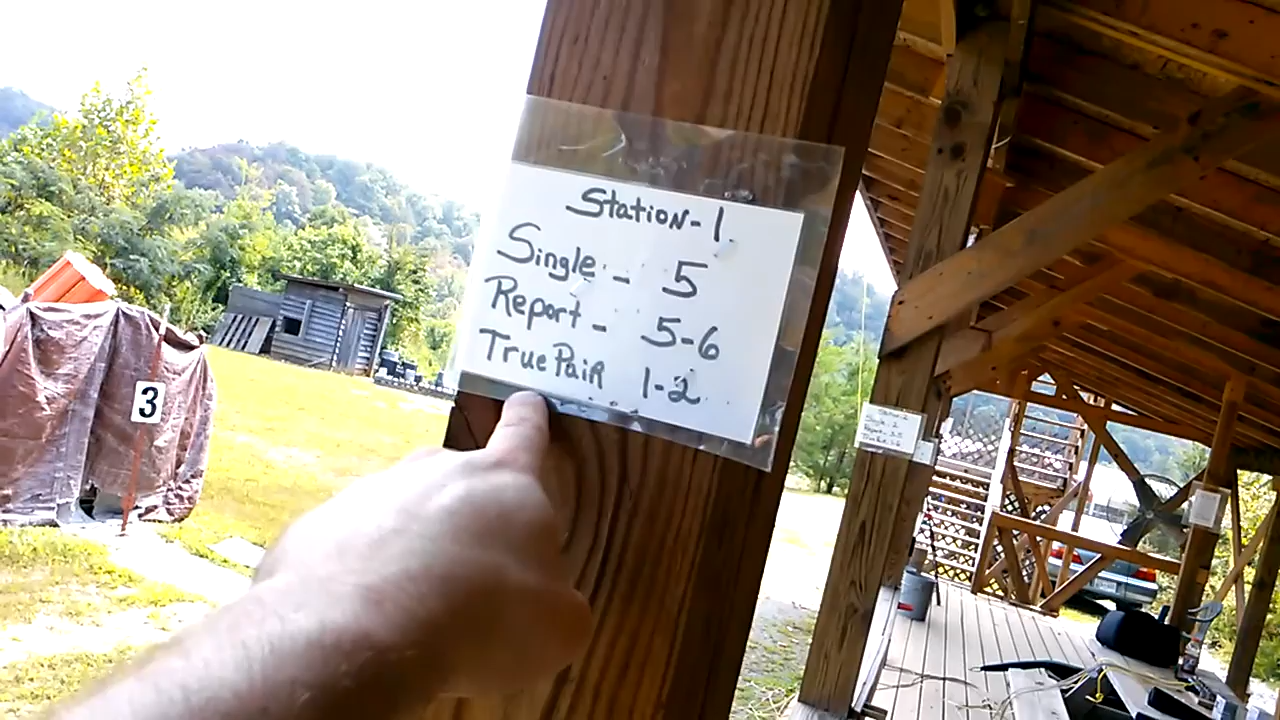 Station-1.
Single - 5
Report - 5-6
True Pair 1-2
3